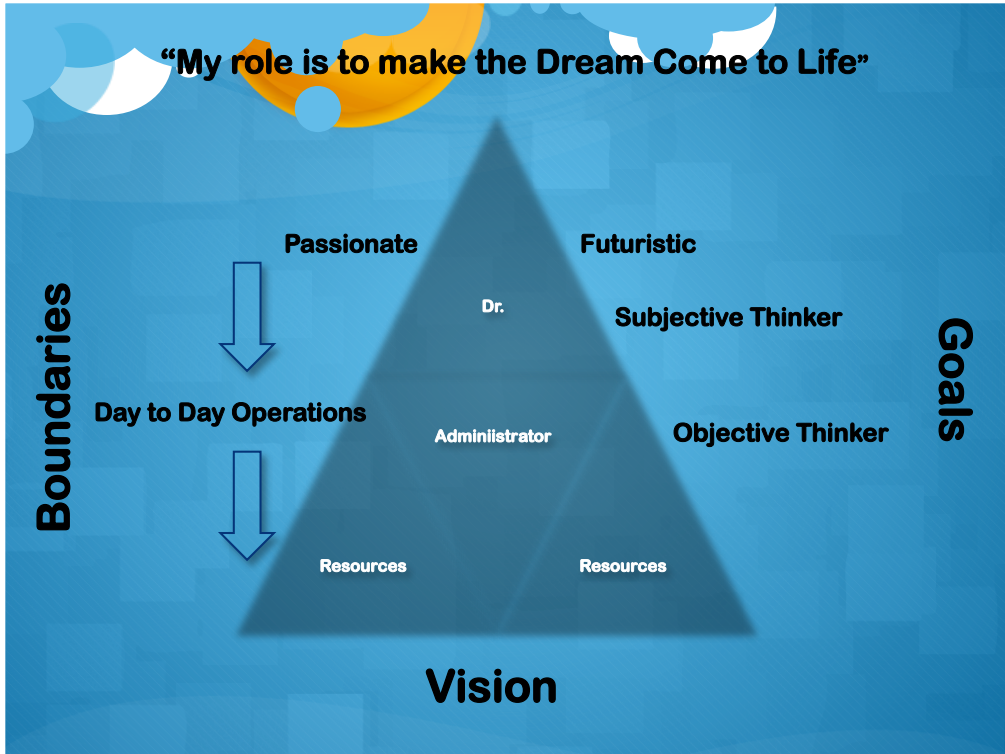 “My role is to make the Dream Come to Life”
Passionate
Futuristic
Dr.
Subjective Thinker
Boundaries
Goals
Day to Day Operations
Adminiistrator
Objective Thinker
Resources
Resources
Vision